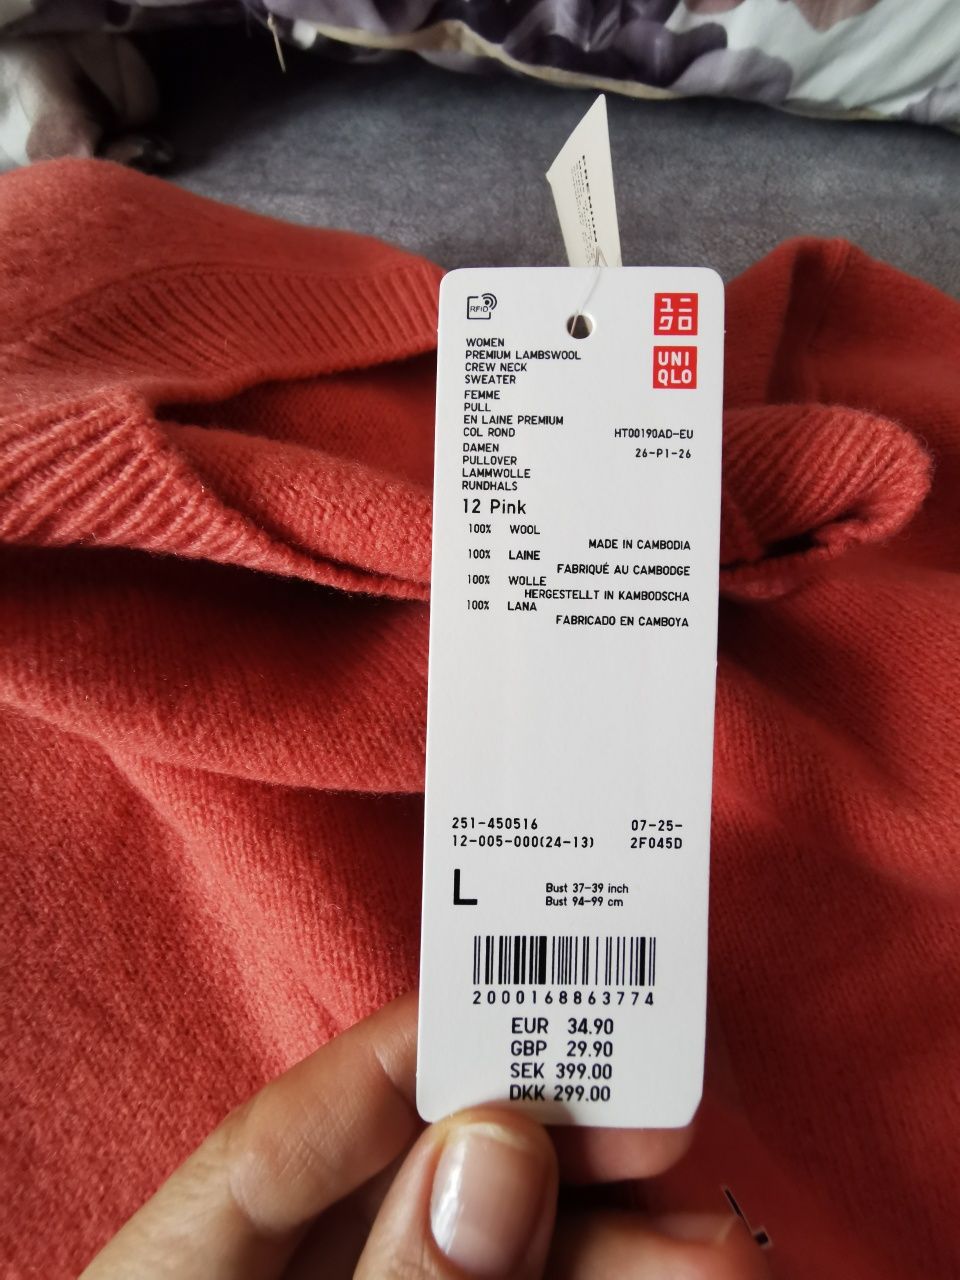 RFID
ユニ
クロ
UNI
QLO
WOMEN
PREMIUM LAMBSWOOL
CREW NECK
SWEATER
FEMME
PULL
EN LAINE PREMIUM
COL ROND
HT00190AD-EU
DAMEN
26-P1-26
PULLOVER
LAMMWOLLE
RUNDHALS
12 Pink
100% WOOL
MADE IN CAMBODIA
100% LAINE
FABRIQUÉ AU CAMBODGE
100% WOLLE
HERGESTELLT IN KAMBODSCHA
100% LANA
FABRICADO EN CAMBOYA
251-450516 07-25-
12-005-000(24-13) 2F045D
L
Bust 37-39 inch
Bust 94-99 cm
2000168863774
EUR 34.90
GBP 29.90
SEK 399.00
DKK 299.00